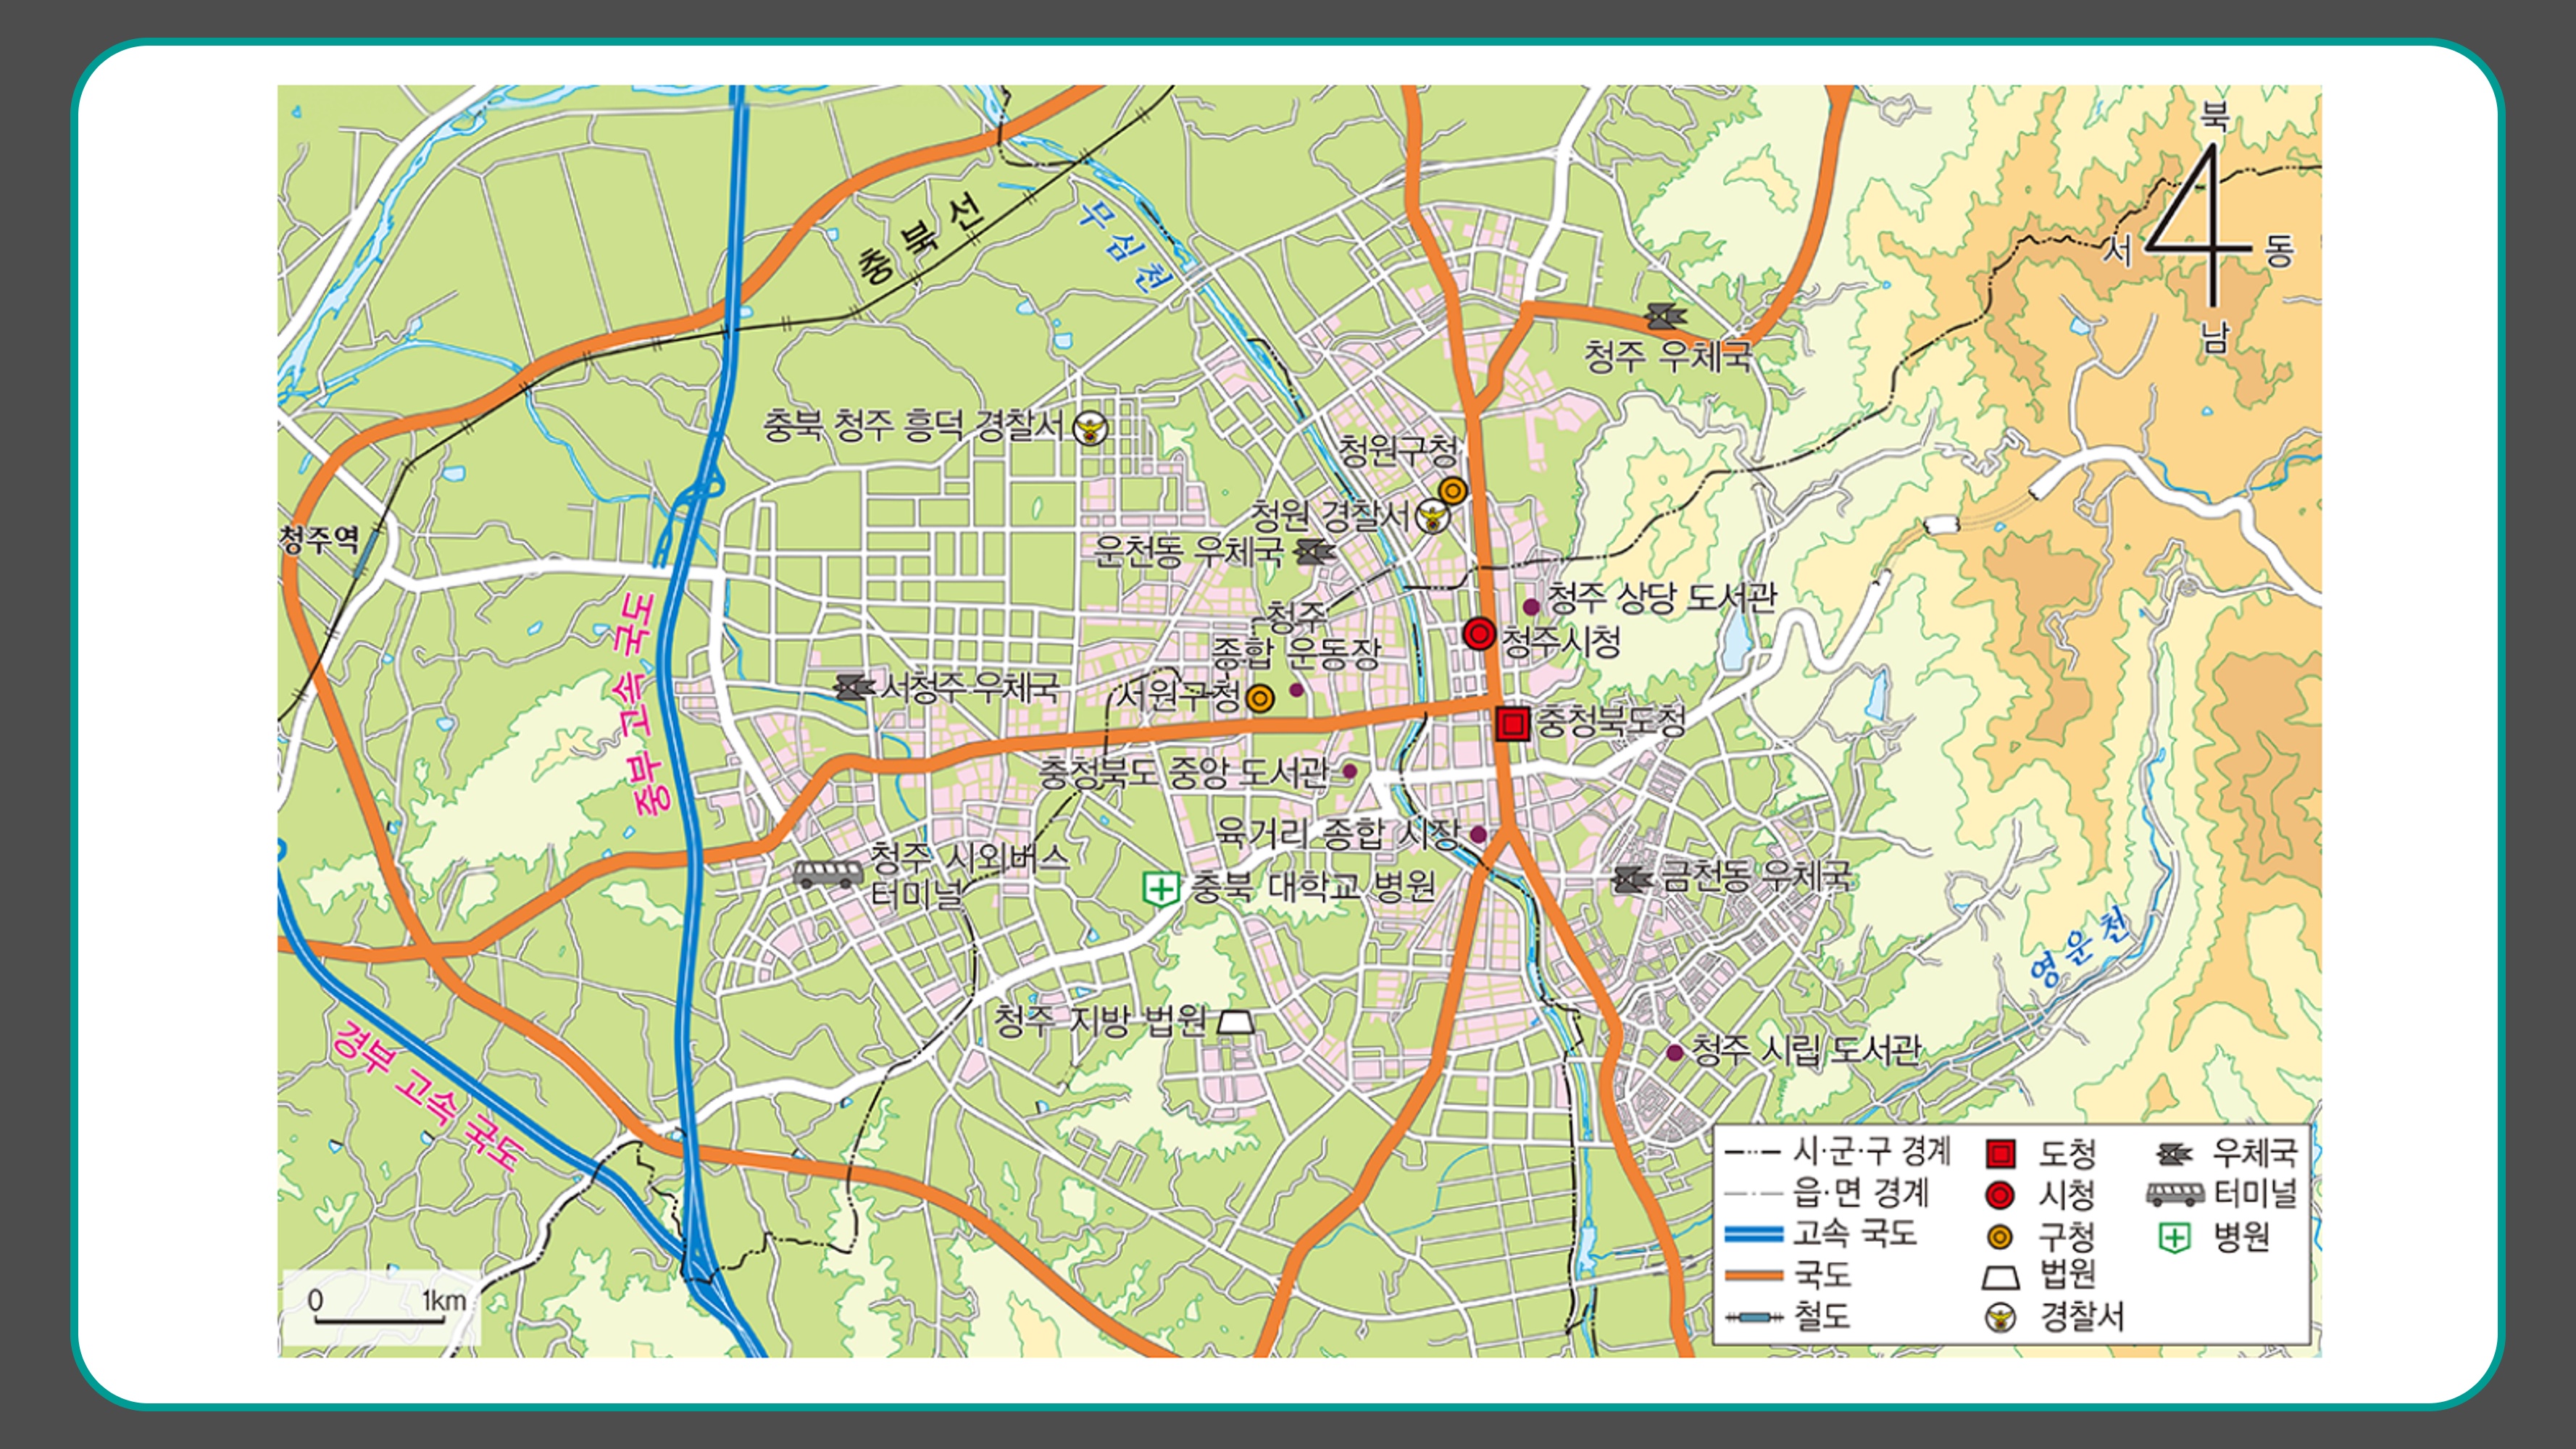 북
서
동
남
충북선
무심천
청주 우체국
충북 청주 흥덕 경찰서
청원구청
청원 경찰서
운천동 우체국
청주역
청주 상당 도서관
청주
종합 운동장
청주시청
서청주 우체국
서원구청
충청북도청
중부 고속 국도
충청북도 중앙 도서관
육거리 종합 시장
청주 시외버스
터미널
충북 대학교 병원
금천동 우체국
영운천
청주 지방 법원
청주 시립 도서관
경부 고속 국도
시·군·구 경계
도청
우체국
읍·면 경계
시청
터미널
고속 국도
구청
병원
국도
법원
철도
경찰서
0 1km